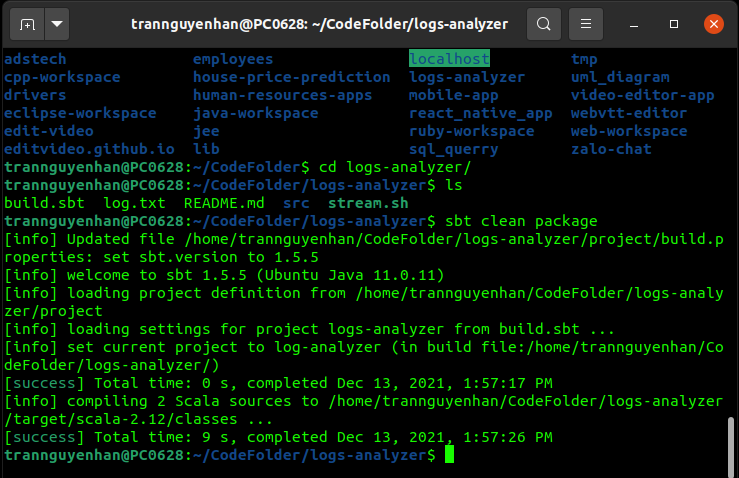 trannguyenhan@PC0628: ~/CodeFolder/logs-analyzer
adstech employees localhost tmp
cpp-workspace house-price-prediction logs-analyzer uml_diagram
drivers human-resources-apps mobile-app video-editor-app
eclipse-workspace java-workspace react_native_app webvtt-editor
edit-video jee ruby-workspace web-workspace
editvideo.github.io lib sql_querry zalo-chat
trannguyenhan@PC0628:~/CodeFolder$ cd logs-analyzer/
trannguyenhan@PC0628:~/CodeFolder/logs-analyzer$ ls
build.sbt log.txt README.md src stream.sh
trannguyenhan@PC0628:~/CodeFolder/logs-analyzer$ sbt clean package
[info] Updated file /home/trannguyenhan/CodeFolder/logs-analyzer/project/build.p
roperties: set sbt.version to 1.5.5
[info] welcome to sbt 1.5.5 (Ubuntu Java 11.0.11)
[info] loading project definition from /home/trannguyenhan/CodeFolder/logs-analy
zer/project
[info] loading settings for project logs-analyzer from build.sbt ...
[info] set current project to log-analyzer (in build file:/home/trannguyenhan/Co
deFolder/logs-analyzer/)
[success] Total time: 0 s, completed Dec 13, 2021, 1:57:17 PM
[info] compiling 2 Scala sources to /home/trannguyenhan/CodeFolder/logs-analyzer
/target/scala-2.12/classes ...
[success] Total time: 9 s, completed Dec 13, 2021, 1:57:26 PM
trannguyenhan@PC0628:~/CodeFolder/logs-analyzer$